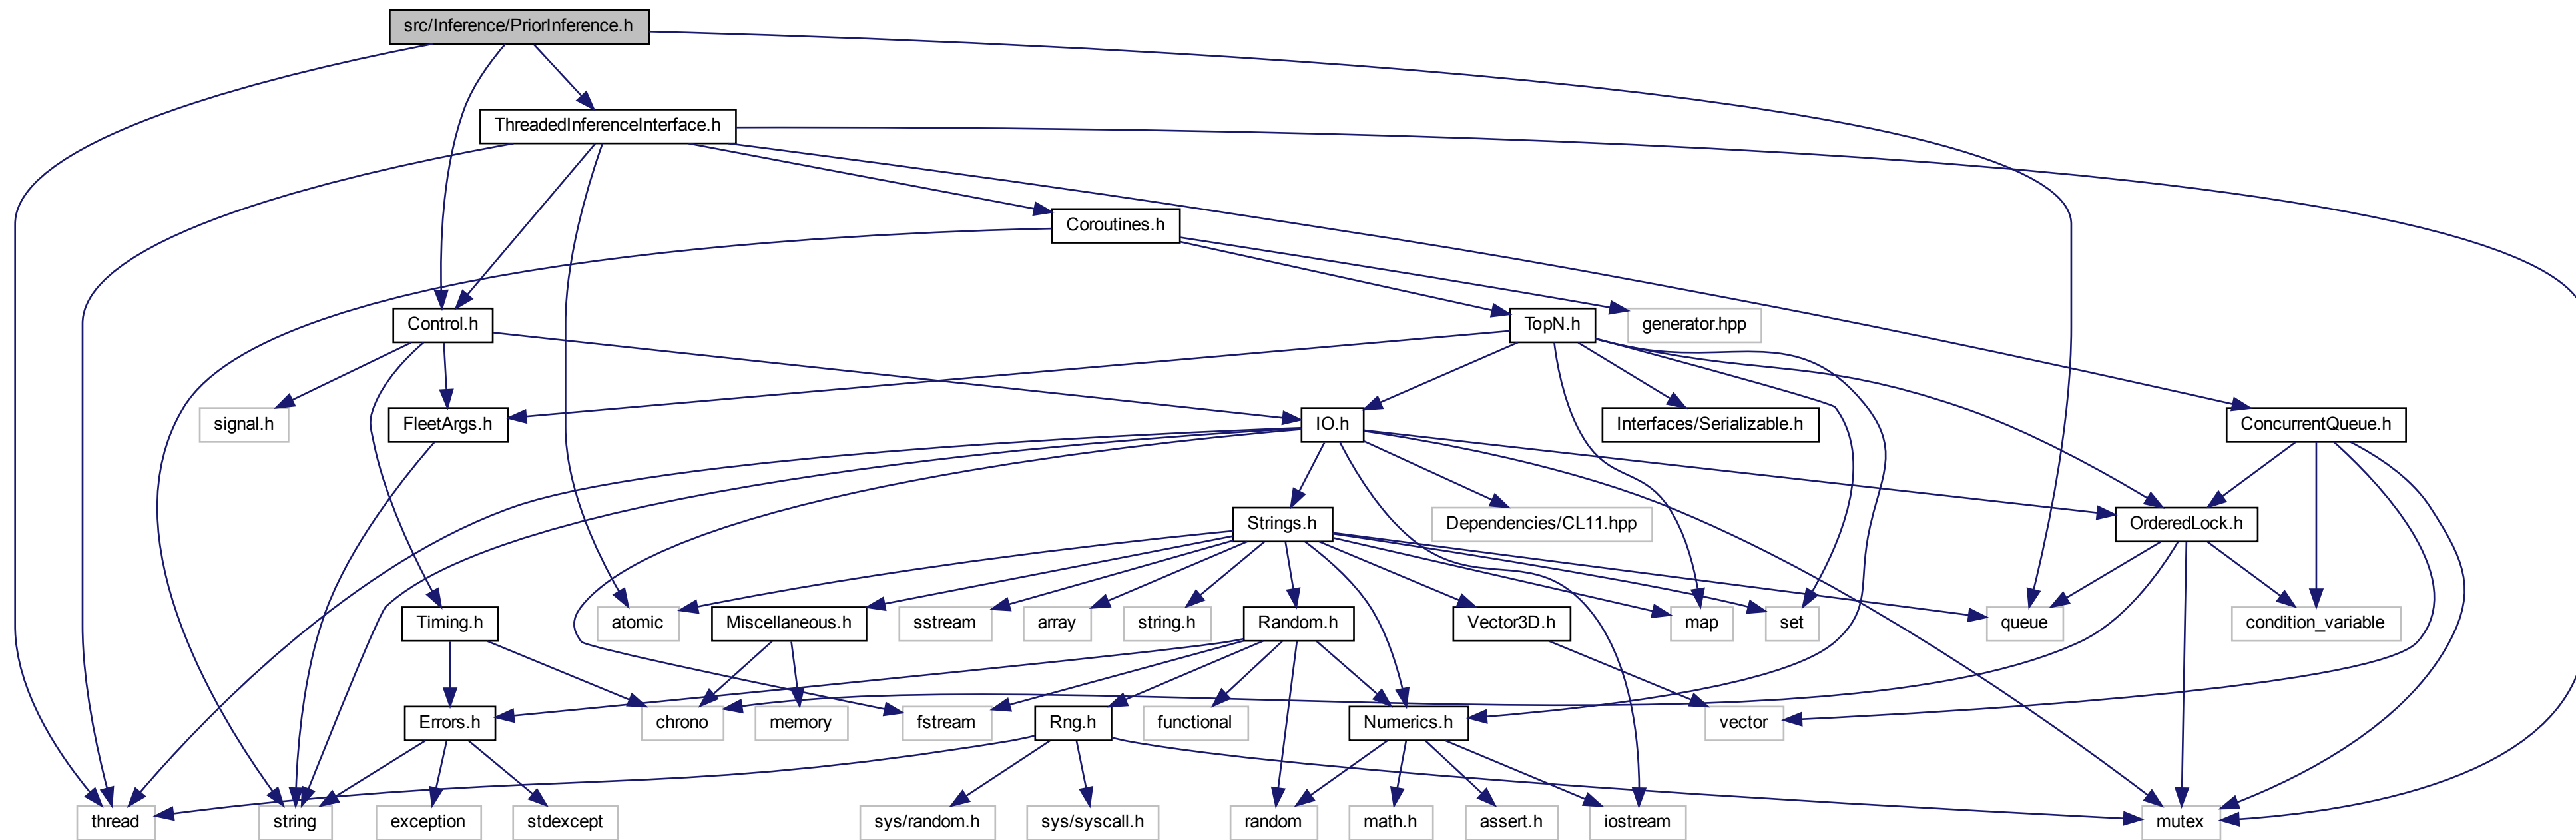 src/Inference/PriorInference.h
ThreadedInferenceInterface.h
Coroutines.h
Control.h
TopN.h
generator.hpp
signal.h
FleetArgs.h
IO.h
Interfaces/Serializable.h
ConcurrentQueue.h
Strings.h
Dependencies/CL11.hpp
OrderedLock.h
Timing.h
atomic
Miscellaneous.h
sstream
array
string.h
Random.h
Vector3D.h
map
set
queue
condition_variable
Errors.h
chrono
memory
fstream
Rng.h
functional
Numerics.h
vector
thread
string
exception
stdexcept
sys/random.h
sys/syscall.h
random
math.h
assert.h
iostream
mutex